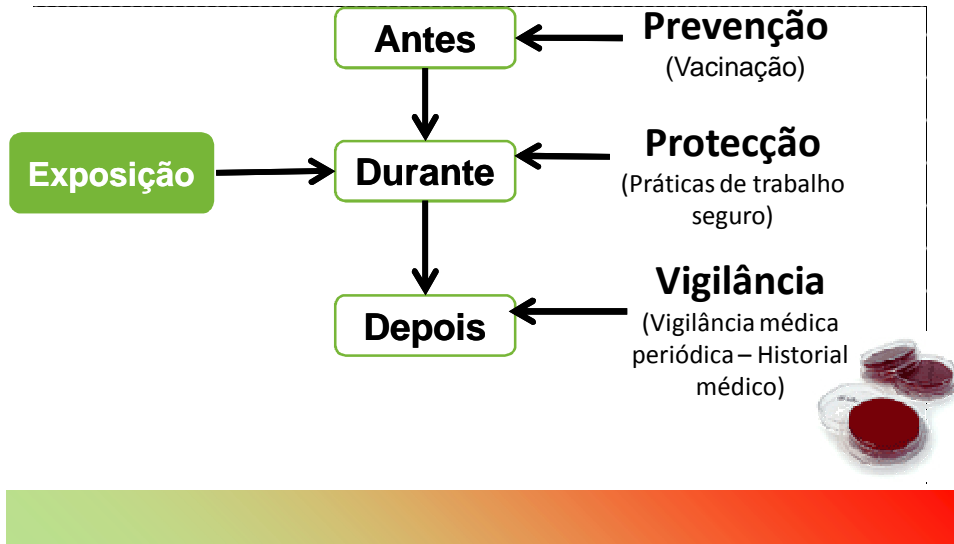 Antes
Prevenção
(Vacinação)
Exposição
Durante
Protecção
(Práticas de trabalho
seguro)
Depois
Vigilância
(Vigilância médica
periódica – Historial
médico)